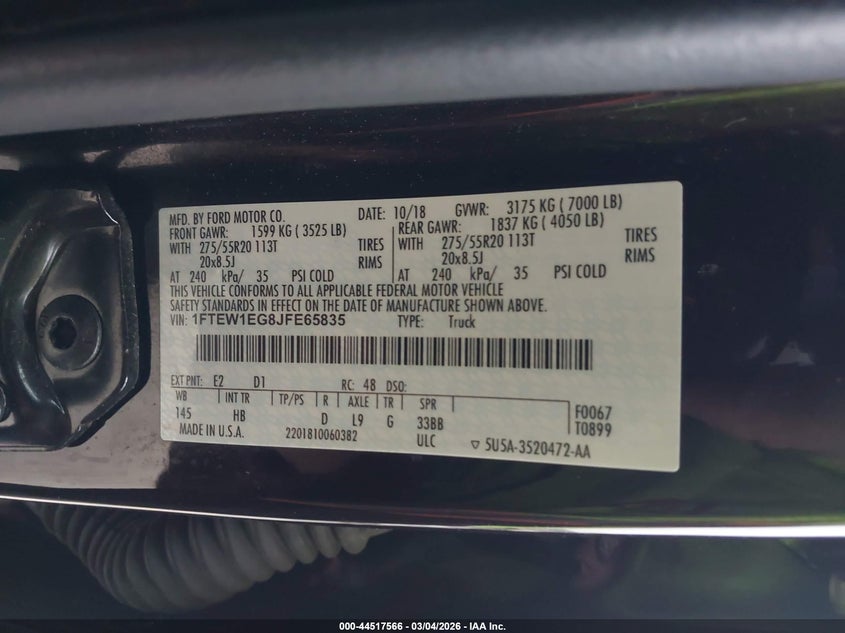 MFD. BY FORD MOTOR CO. DATE: 10/18 GVWR: 3175 KG ( 7000 LB)
FRONT GAWR: 1599 KG ( 3525 LB) REAR GAWR: 1837 KG ( 4050 LB)
WITH 275/55R20 113T TIRES WITH 275/55R20 113T TIRES
20x8.5J RIMS 20x8.5J RIMS
AT 240 kPa/ 35 PSI COLD AT 240 kPa/ 35 PSI COLD
THIS VEHICLE CONFORMS TO ALL APPLICABLE FEDERAL MOTOR VEHICLE
SAFETY STANDARDS IN EFFECT ON THE DATE OF MANUFACTURE SHOWN ABOVE.
VIN: 1FTEW1EG8JFE65835 TYPE: Truck
EXT PNT: E2 D1 RC: 48 DSO:
WB INT TR TP/PS R AXLE TR SPR F0067
145 HB D L9 G 33BB T0899
MADE IN U.S.A. 2201810060382 ULC ▽ 5U5A-3520472-AA
000-44517566 - 03/04/2026 - IAA Inc.